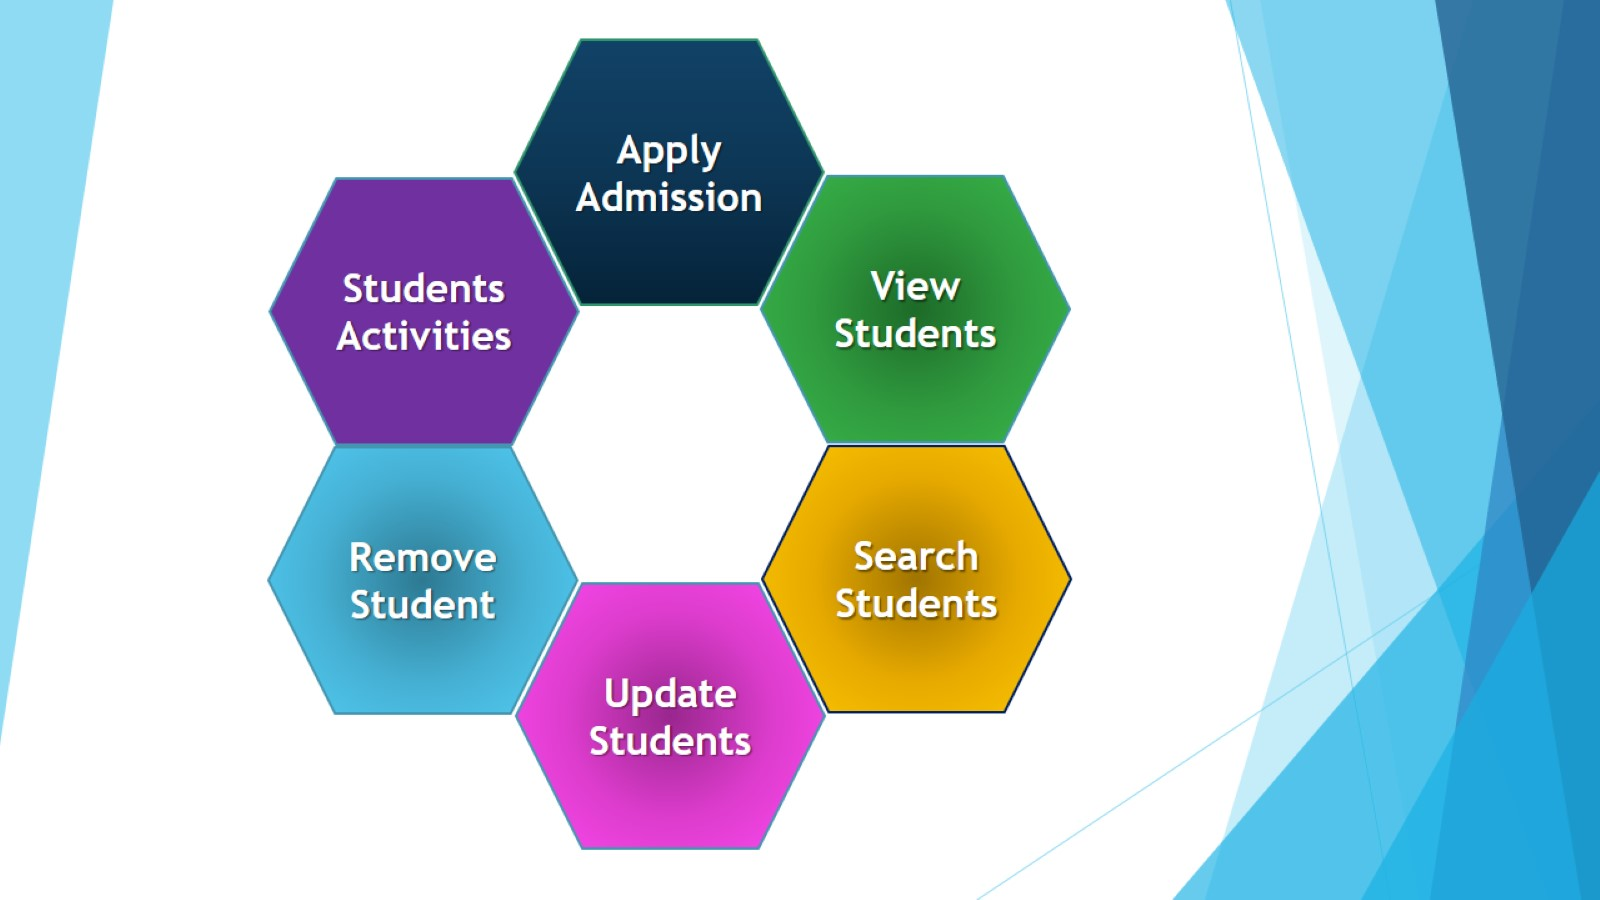 Apply
Admission
View
Students
Search
Students
Update
Students
Remove
Student
Students
Activities